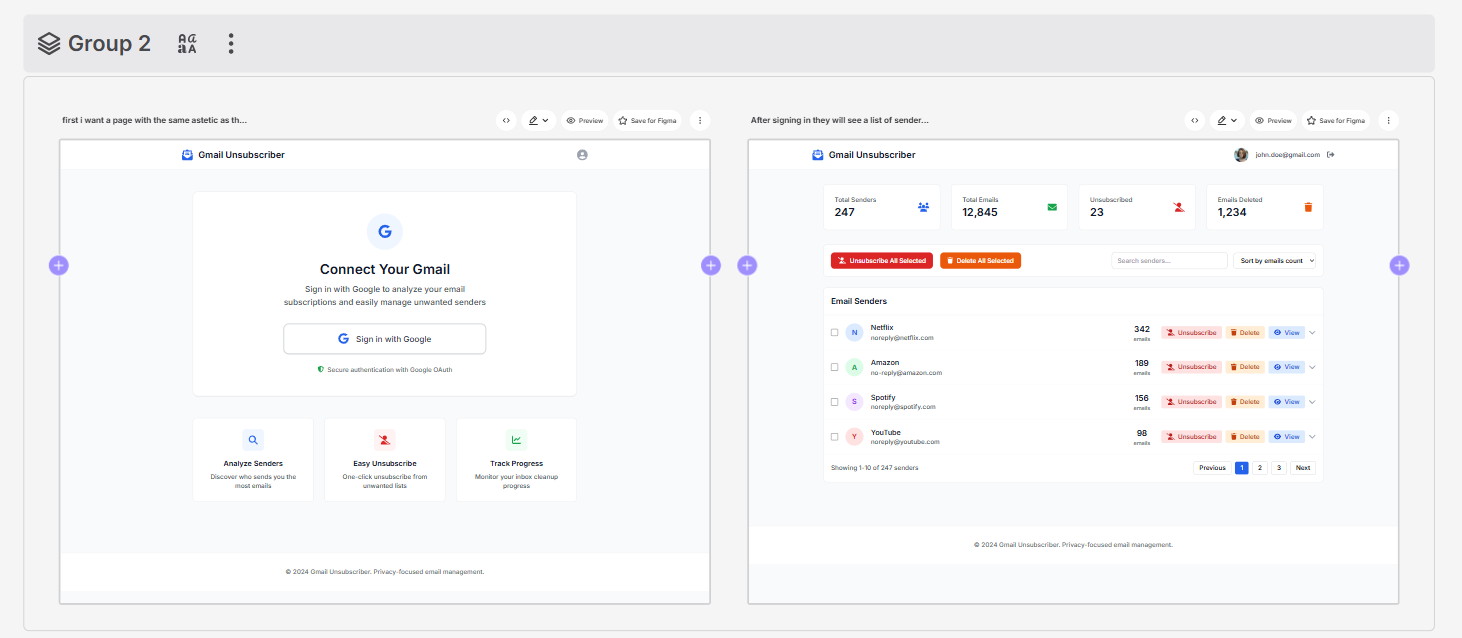 Group 2
first i want a page with the same astetic as th...
Preview
Save for Figma
Gmail Unsubscriber
Connect Your Gmail
Sign in with Google to analyze your email
subscriptions and easily manage unwanted senders
Sign in with Google
Secure authentication with Google OAuth
Analyze Senders
Discover who sends you the
most emails
Easy Unsubscribe
One-click unsubscribe from
unwanted lists
Track Progress
Monitor your inbox cleanup
progress
© 2024 Gmail Unsubscriber. Privacy-focused email management.
After signing in they will see a list of sender...
Preview
Save for Figma
Gmail Unsubscriber
john.doe@gmail.com
Total Senders
247
Total Emails
12,845
Unsubscribed
23
Emails Deleted
1,234
Unsubscribe All Selected
Delete All Selected
Search senders...
Sort by emails count
Email Senders
N
Netflix
noreply@netflix.com
342
emails
Unsubscribe
Delete
View
A
Amazon
no-reply@amazon.com
189
emails
Unsubscribe
Delete
View
S
Spotify
noreply@spotify.com
156
emails
Unsubscribe
Delete
View
Y
YouTube
noreply@youtube.com
98
emails
Unsubscribe
Delete
View
Showing 1-10 of 247 senders
Previous
1
2
3
Next
© 2024 Gmail Unsubscriber. Privacy-focused email management.